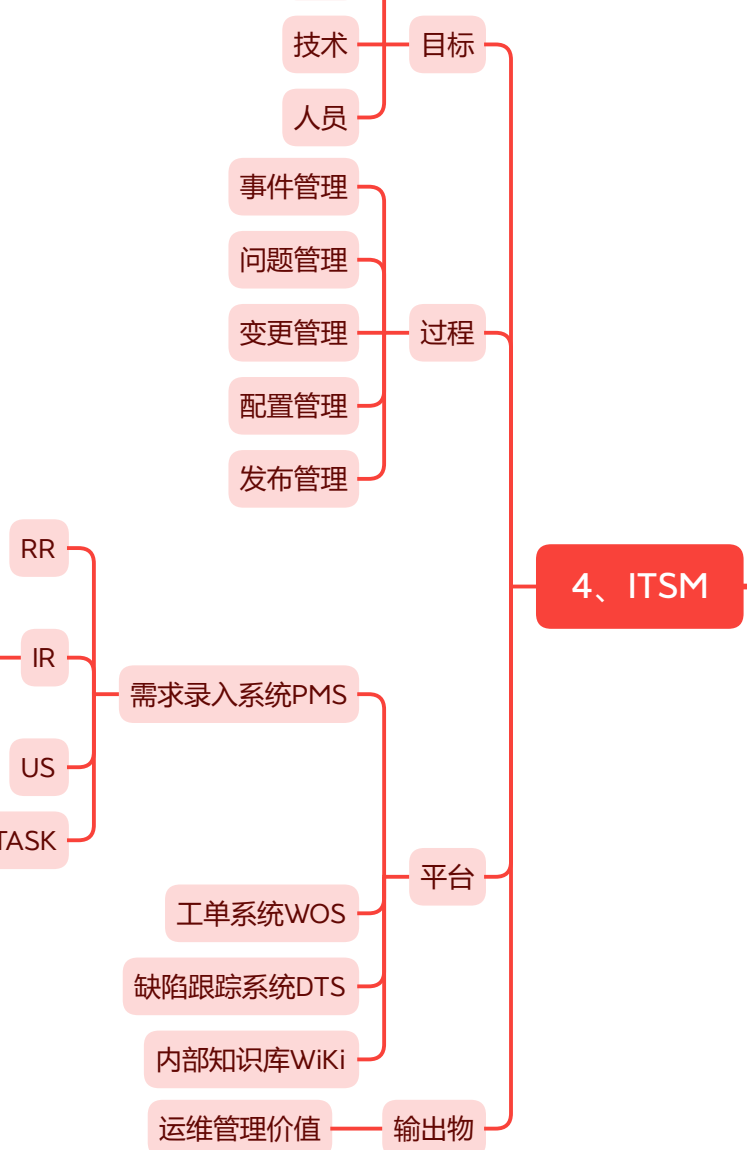 技术
目标
人员
事件管理
问题管理
变更管理
过程
配置管理
发布管理
RR
4、ITSM
IR
需求录入系统PMS
US
TASK
平台
工单系统WOS
缺陷跟踪系统DTS
内部知识库WiKi
运维管理价值
输出物